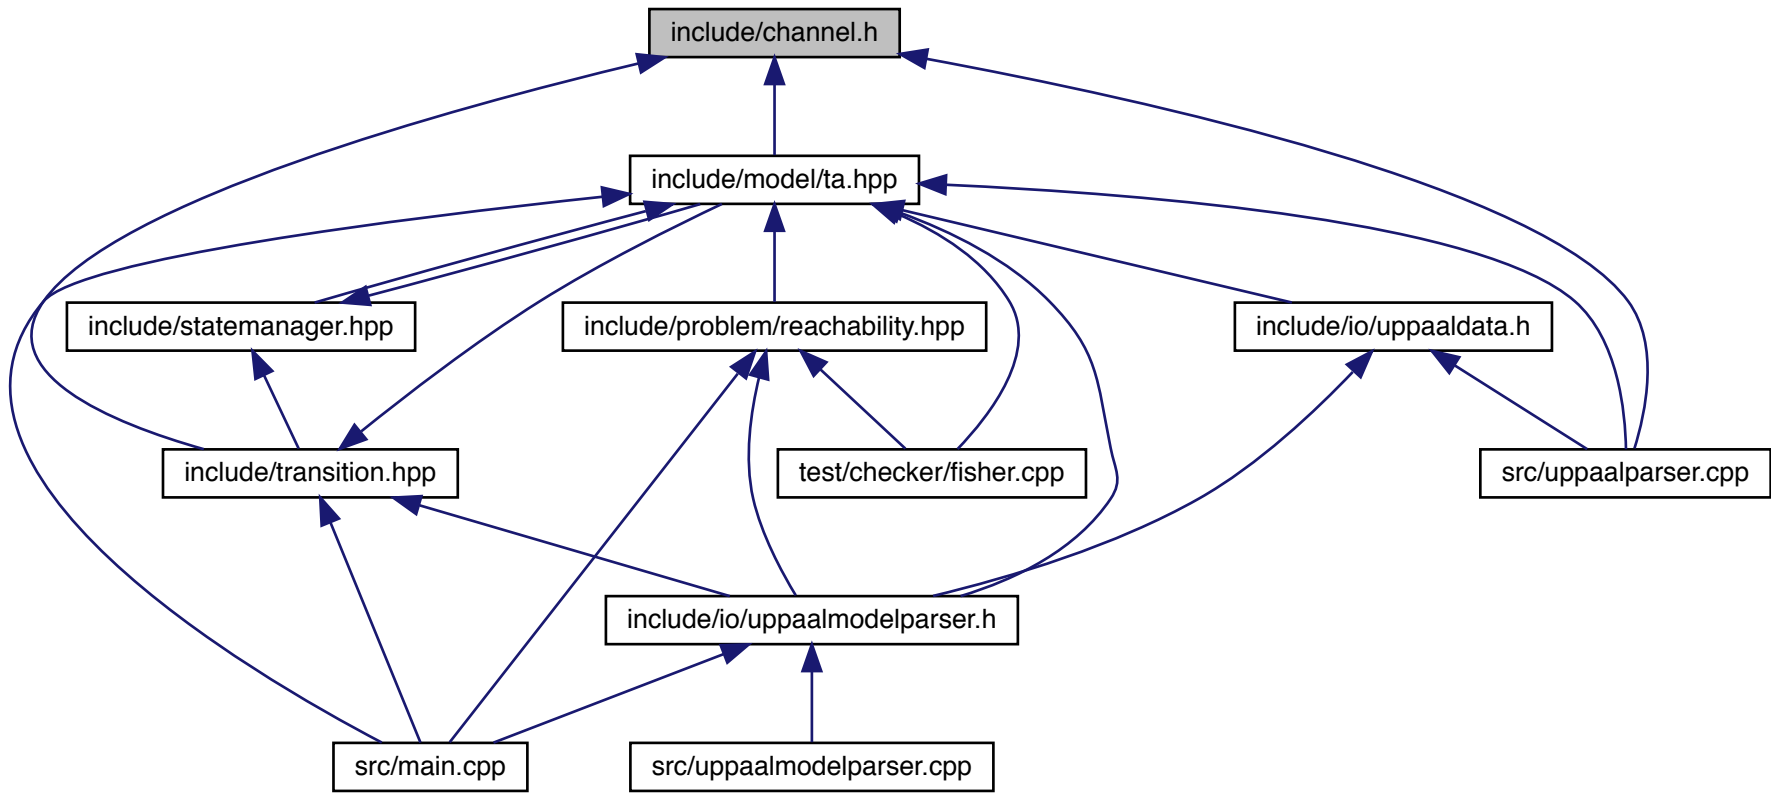 include/channel.h
include/model/ta.hpp
include/statemanager.hpp
include/problem/reachability.hpp
include/io/uppaaldata.h
include/transition.hpp
test/checker/fisher.cpp
src/uppaalparser.cpp
include/io/uppaalmodelparser.h
src/main.cpp
src/uppaalmodelparser.cpp